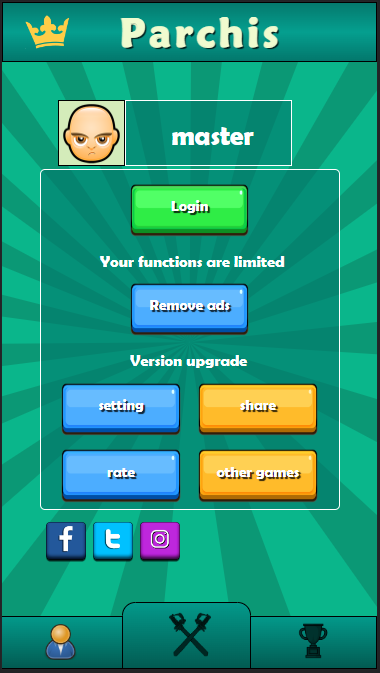 Parchis
master
Login
Your functions are limited
Remove ads
Version upgrade
setting
share
rate
other games